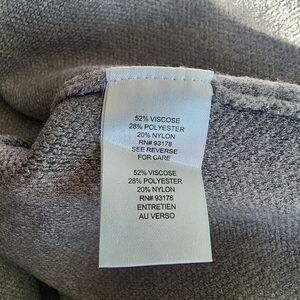 52% VISCOSE
28% POLYESTER
20% NYLON
RN# 93178
SEE REVERSE
FOR CARE
52% VISCOSE
28% POLYESTER
20% NYLON
RN# 93178
ENTRETIEN
AU VERSO